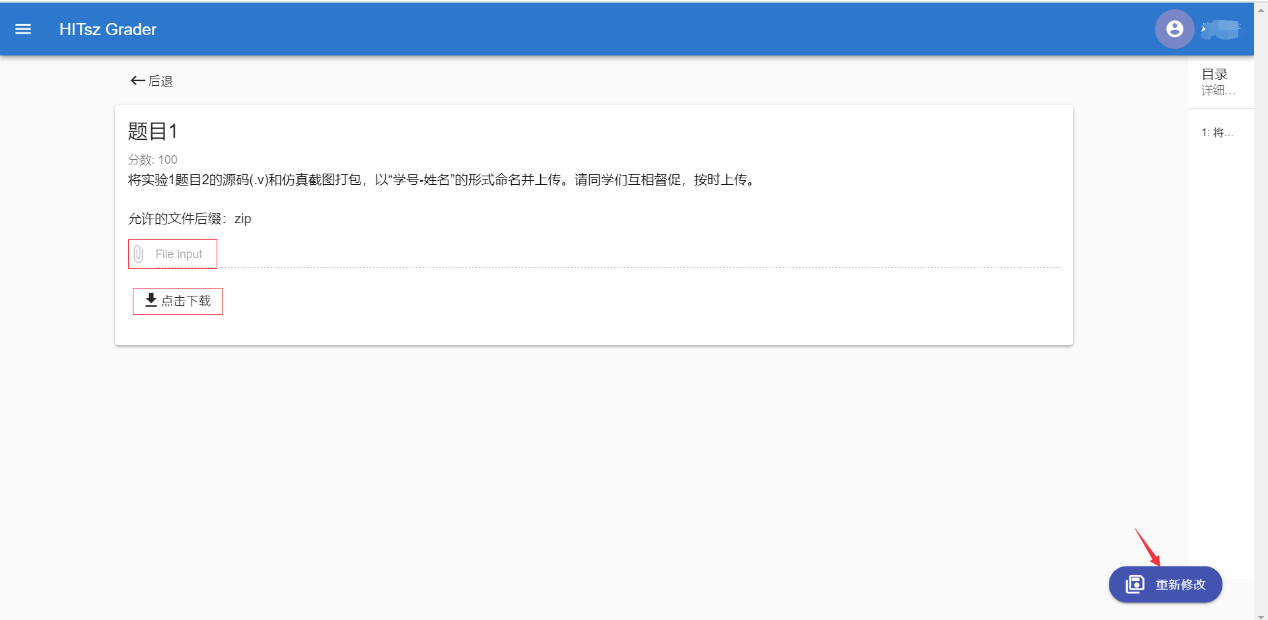 HITsz Grader
后退
目录
详细...
题目1
分数: 100
将实验1题目2的源码(.v)和仿真截图打包，以“学号-姓名”的形式命名并上传。请同学们互相督促，按时上传。
1: 将...
允许的文件后缀：zip
File input
点击下载
重新修改